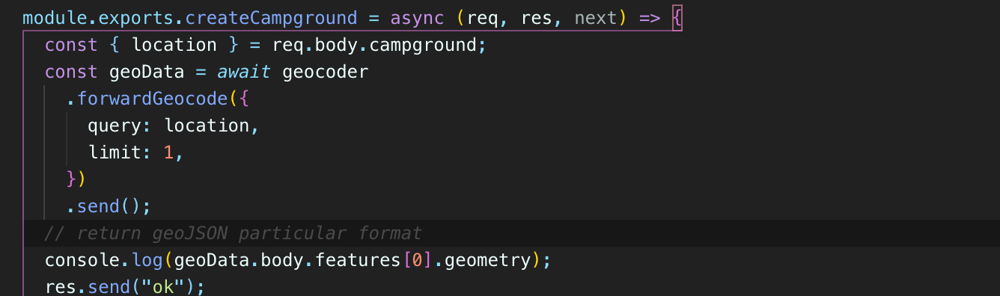 module.exports.createCampground = async (req, res, next) => {
const { location } = req.body.campground;
const geoData = await geocoder
.forwardGeocode({
query: location,
limit: 1,
})
.send();
// return geoJSON particular format
console.log(geoData.body.features[0].geometry);
res.send("ok");